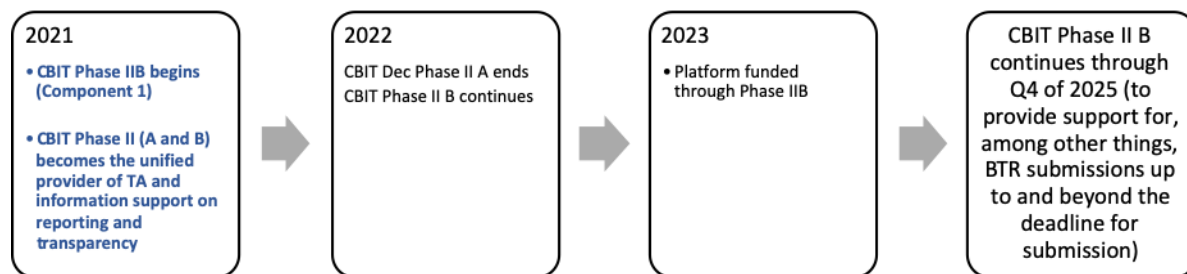 2021
• CBIT Phase IIB begins
(Component 1)
• CBIT Phase II (A and B)
becomes the unified
provider of TA and
information support on
reporting and
transparency
2022
CBIT Dec Phase II A ends
CBIT Phase II B continues
2023
• Platform funded
through Phase IIB
CBIT Phase II B
continues through
Q4 of 2025 (to
provide support for,
among other things,
BTR submissions up
to and beyond the
deadline for
submission)